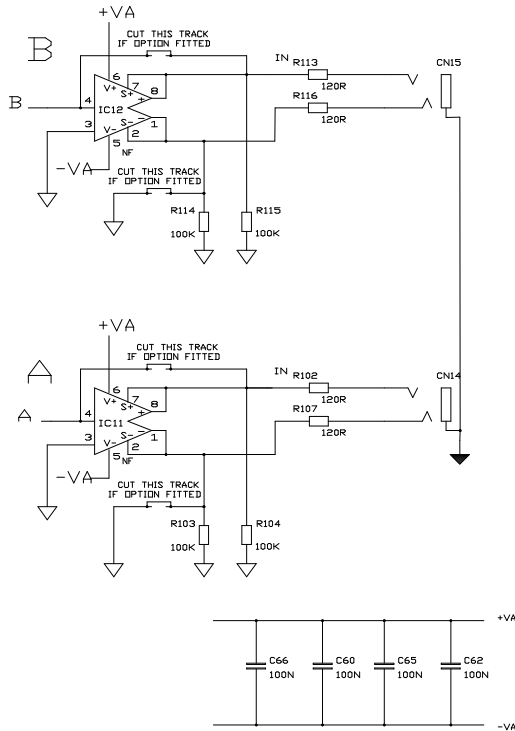 +VA
CUT THIS TRACK
IF OPTION FITTED
B
IN
R113
120R
CN15
6
V+
7
S+
8
+
B
4
IC12
R116
120R
3
-
1
V-
S-
2
5
NF
-VA
CUT THIS TRACK
IF OPTION FITTED
R114
100K
R115
100K
+VA
CUT THIS TRACK
IF OPTION FITTED
A
IN
R102
120R
CN14
6
V+
7
S+
8
+
A
4
IC11
R107
120R
3
-
1
V-
S-
2
5
NF
-VA
CUT THIS TRACK
IF OPTION FITTED
R103
100K
R104
100K
+VA
C66
100N
C60
100N
C65
100N
C62
100N
-VA